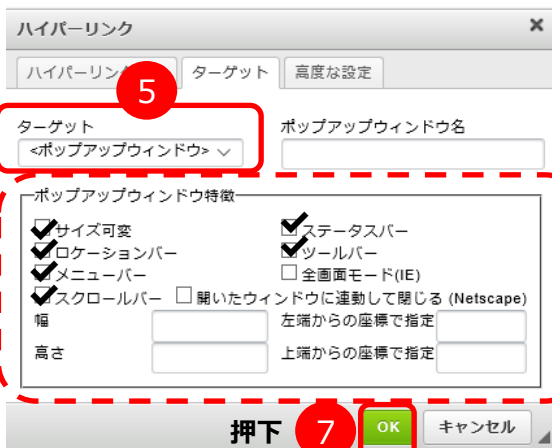 ハイパーリンク ×
ハイパーリンク ターゲット 高度な設定
5
ターゲット ポップアップウィンドウ名
<ポップアップウィンドウ>
ポップアップウィンドウ特徴
サイズ可変 ステータスバー
ロケーションバー ツールバー
メニューバー 全画面モード(IE)
スクロールバー 開いたウィンドウに連動して閉じる (Netscape)
幅 左端からの座標で指定
高さ 上端からの座標で指定
押下 7 OK キャンセル